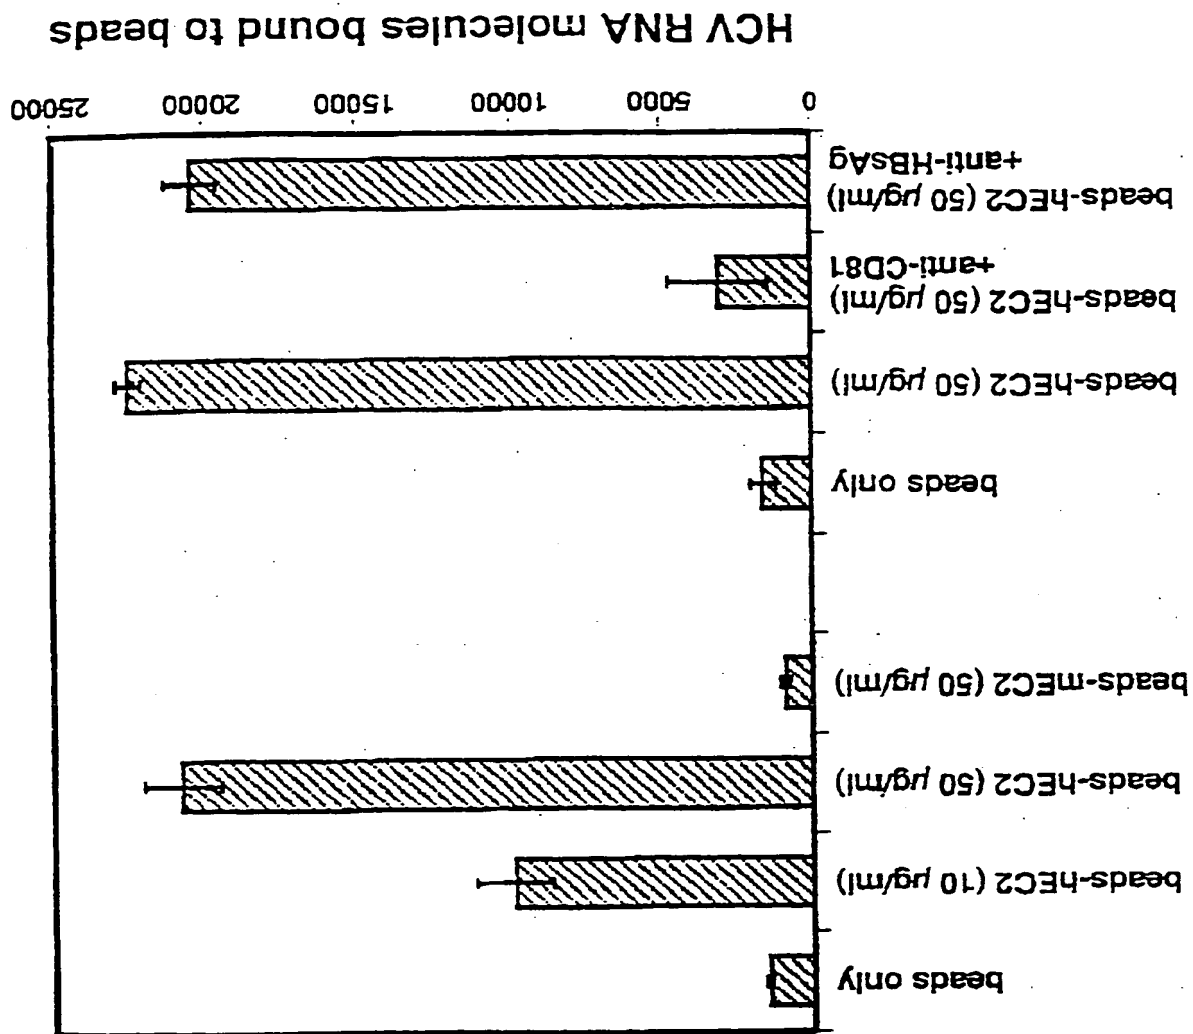 beads only
beads-hEC2 (10 µg/ml)
beads-hEC2 (50 µg/ml)
beads-mEC2 (50 µg/ml)
beads only
beads-hEC2 (50 µg/ml)
beads-hEC2 (50 µg/ml)
+anti-CD81
beads-hEC2 (50 µg/ml)
+anti-HBsAg
0 5000 10000 15000 20000 25000
HCV RNA molecules bound to beads